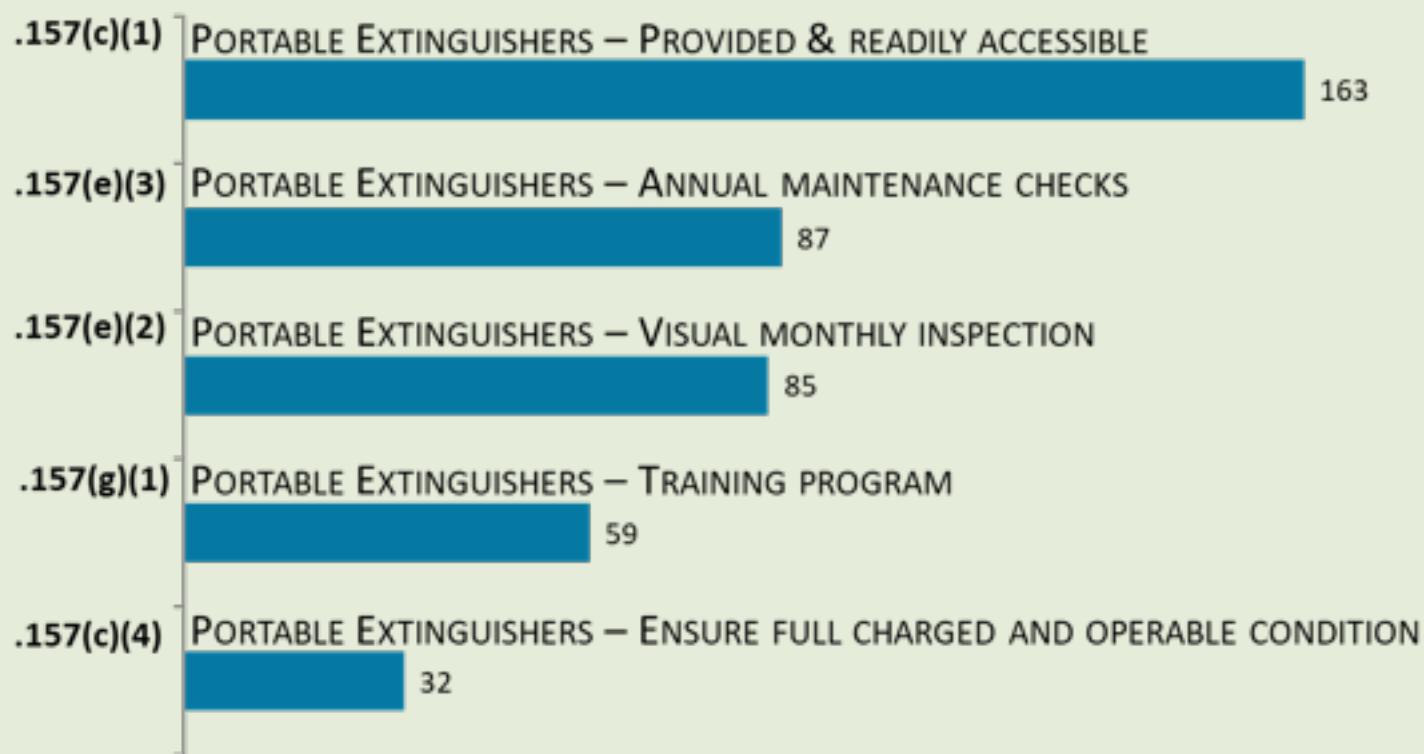 .157(c)(1) PORTABLE EXTINGUISHERS – PROVIDED & READILY ACCESSIBLE
163
.157(e)(3) PORTABLE EXTINGUISHERS – ANNUAL MAINTENANCE CHECKS
87
.157(e)(2) PORTABLE EXTINGUISHERS – VISUAL MONTHLY INSPECTION
85
.157(g)(1) PORTABLE EXTINGUISHERS – TRAINING PROGRAM
59
.157(c)(4) PORTABLE EXTINGUISHERS – ENSURE FULL CHARGED AND OPERABLE CONDITION
32